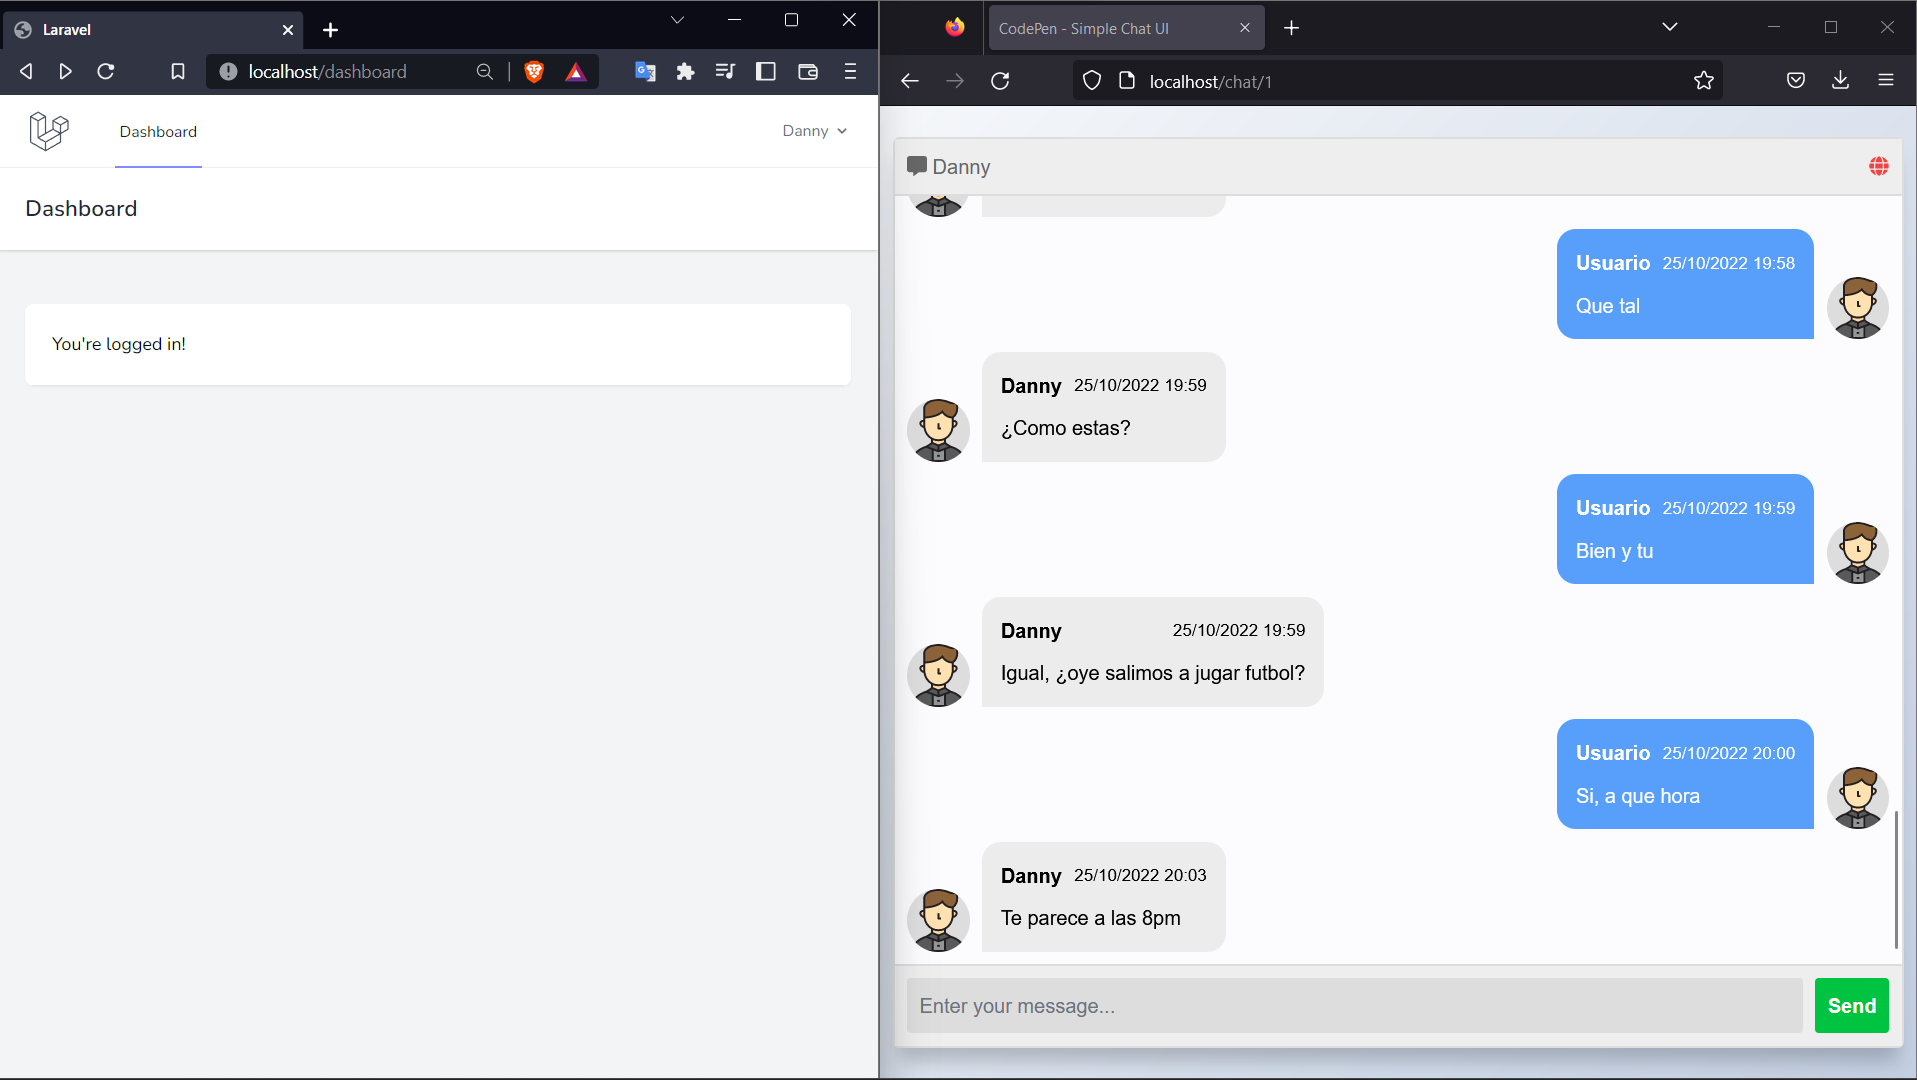 Laravel
localhost/dashboard
Dashboard
Danny
Dashboard
You're logged in!
CodePen - Simple Chat UI
localhost/chat/1
Danny
Usuario 25/10/2022 19:58
Que tal
Danny 25/10/2022 19:59
¿Como estas?
Usuario 25/10/2022 19:59
Bien y tu
Danny 25/10/2022 19:59
Igual, ¿oye salimos a jugar futbol?
Usuario 25/10/2022 20:00
Si, a que hora
Danny 25/10/2022 20:03
Te parece a las 8pm
Enter your message...
Send